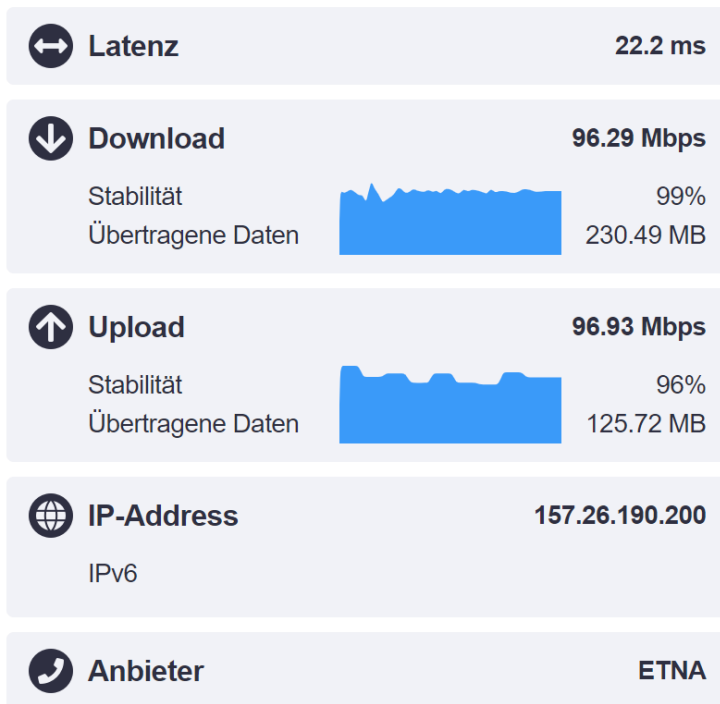 Latenz 22.2 ms
Download 96.29 Mbps
Stabilität 99%
Übertragene Daten 230.49 MB
Upload 96.93 Mbps
Stabilität 96%
Übertragene Daten 125.72 MB
IP-Address 157.26.190.200
IPv6
Anbieter ETNA